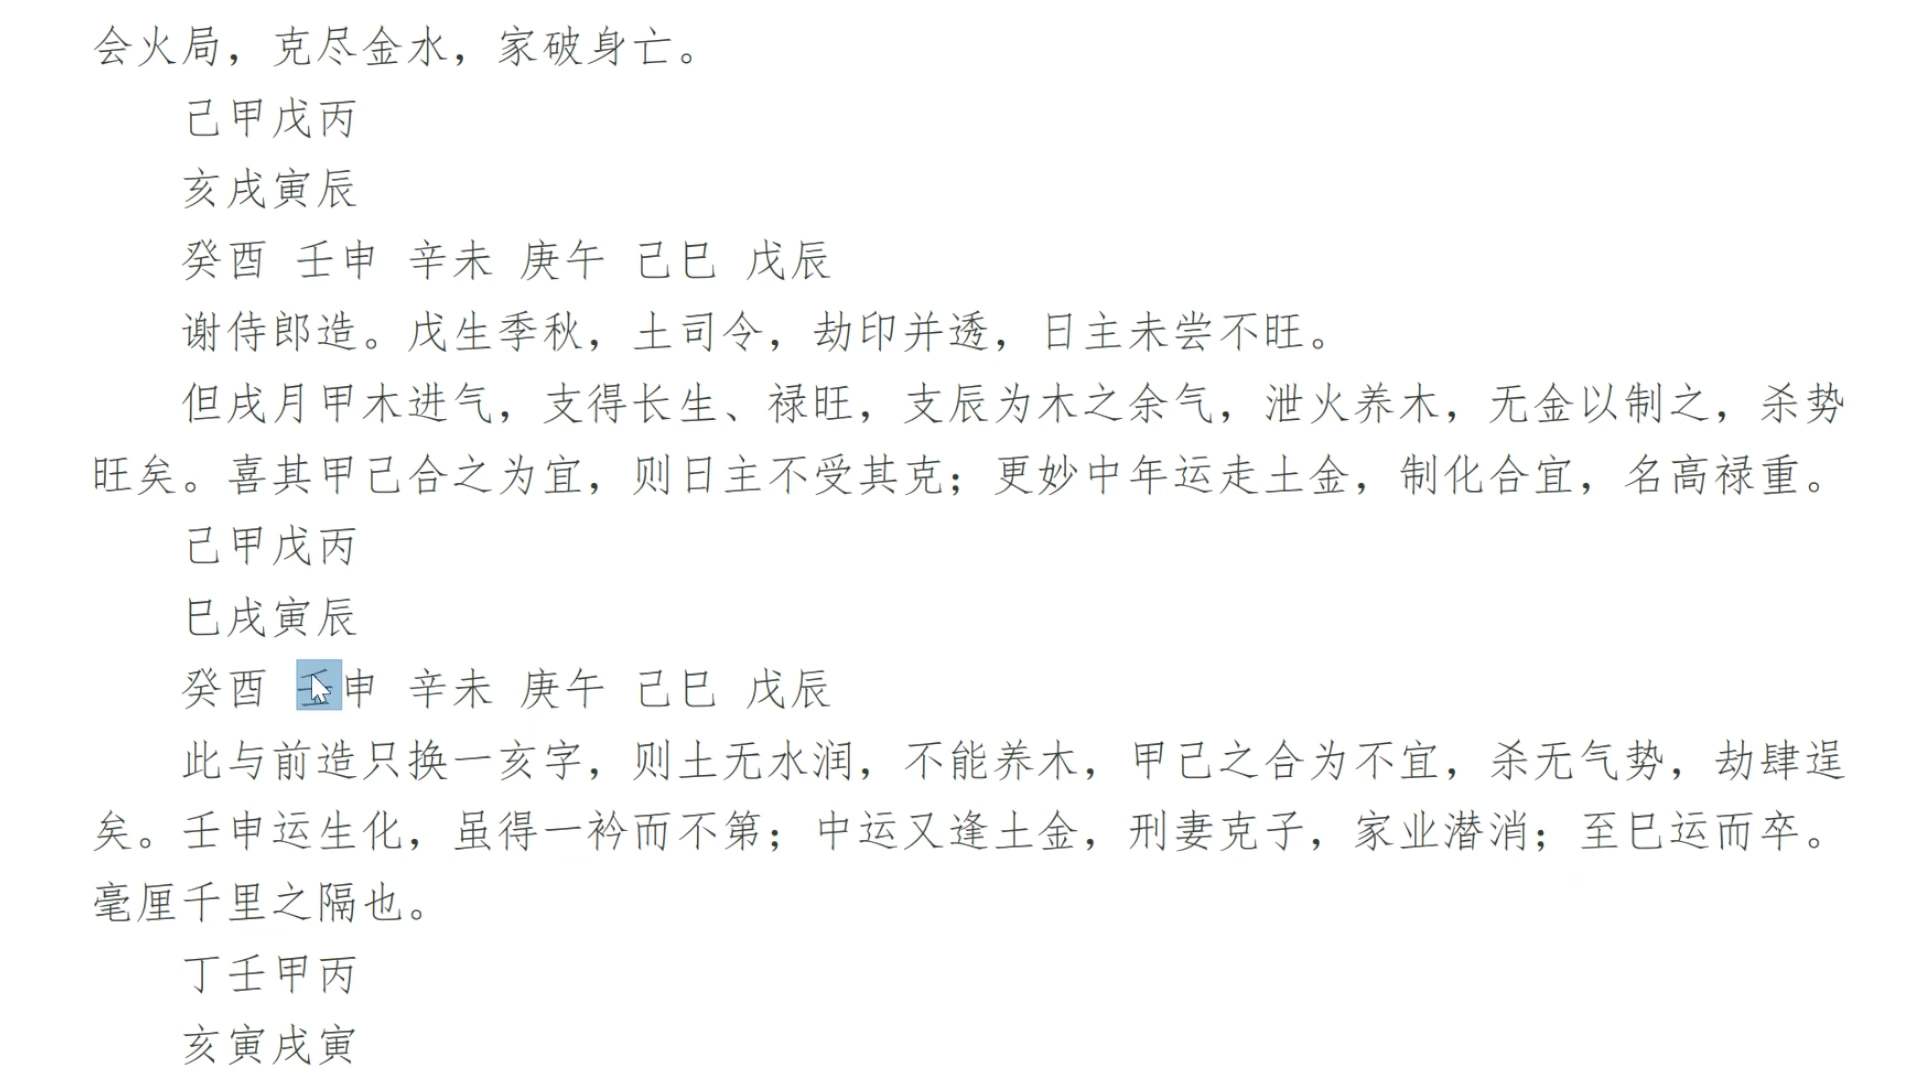 会火局，克尽金水，家破身亡。
己甲戊丙
亥戌寅辰
癸酉 壬申 辛未 庚午 己巳 戊辰
谢侍郎造。戊生季秋，土司令，劫印并透，日主未尝不旺。
但戌月甲木进气，支得长生、禄旺，支辰为木之余气，泄火养木，无金以制之，杀势
旺矣。喜其甲己合之为宜，则日主不受其克；更妙中年运走土金，制化合宜，名高禄重。
己甲戊丙
巳戌寅辰
癸酉 壬申 辛未 庚午 己巳 戊辰
此与前造只换一亥字，则土无水润，不能养木，甲己之合为不宜，杀无气势，劫肆逞
矣。壬申运生化，虽得一衿而不第；中运又逢土金，刑妻克子，家业潜消；至巳运而卒。
毫厘千里之隔也。
丁壬甲丙
亥寅戌寅